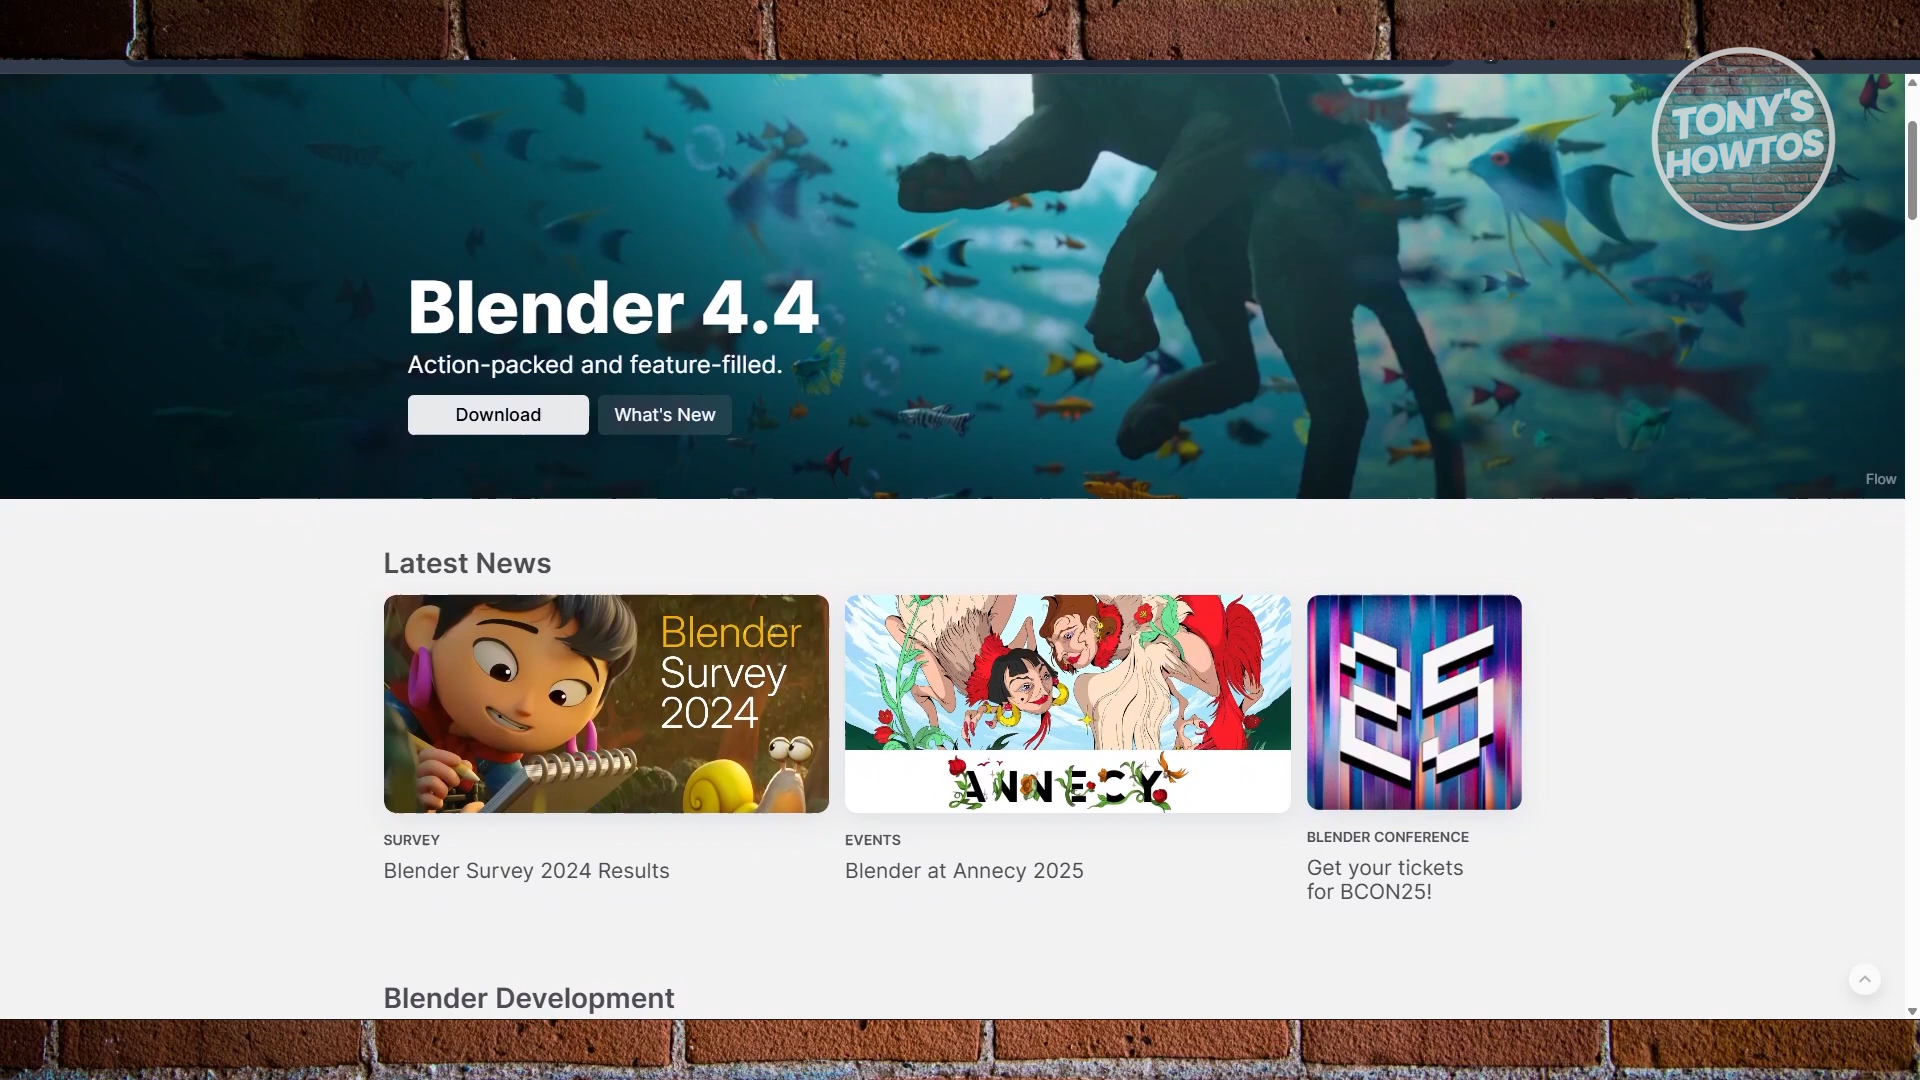 TONY'S
HOWTOS
Blender 4.4
Action-packed and feature-filled.
Download
What's New
Flow
Latest News
Blender
Survey
2024
ANNECY
25
SURVEY
Blender Survey 2024 Results
EVENTS
Blender at Annecy 2025
BLENDER CONFERENCE
Get your tickets
for BCON25!
Blender Development